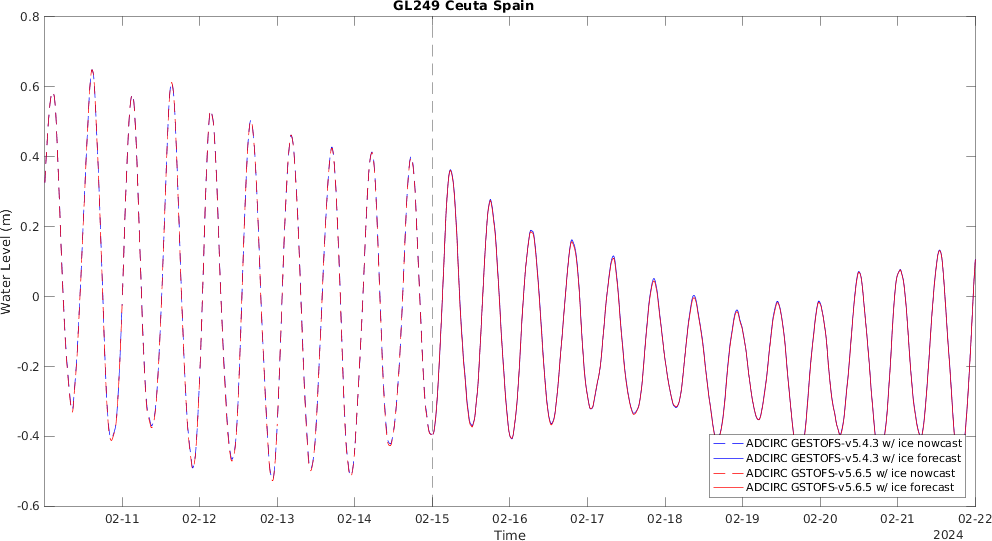 GL249 Ceuta Spain
0.8
0.6
0.4
0.2
0
-0.2
-0.4
-0.6
Water Level (m)
ADCIRC GESTOFS-v5.4.3 w/ ice nowcast
ADCIRC GESTOFS-v5.4.3 w/ ice forecast
ADCIRC GSTOFS-v5.6.5 w/ ice nowcast
ADCIRC GSTOFS-v5.6.5 w/ ice forecast
02-11 02-12 02-13 02-14 02-15 02-16 02-17 02-18 02-19 02-20 02-21 02-22
Time
2024